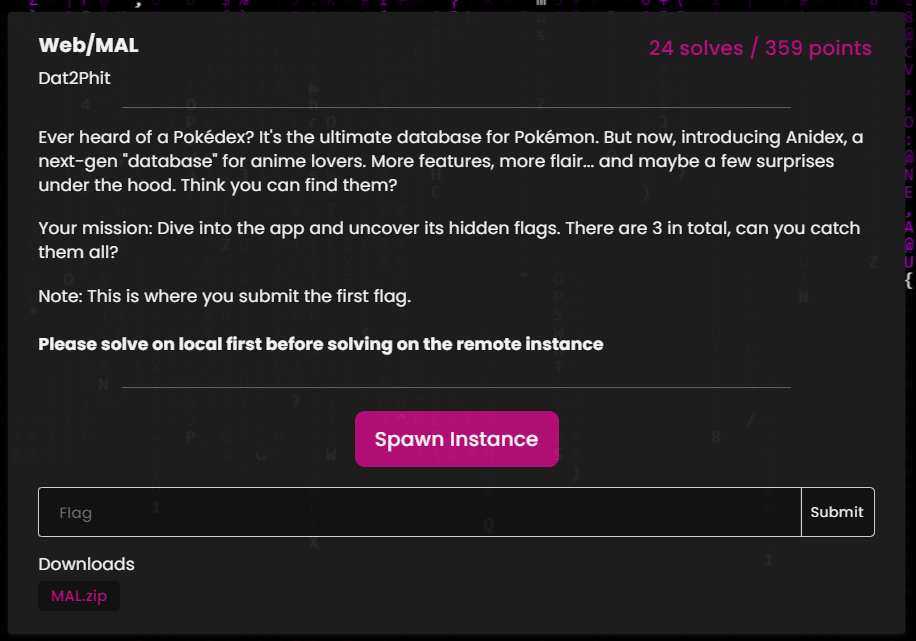 Web/MAL
24 solves / 359 points
Dat2Phit
Ever heard of a Pokédex? It's the ultimate database for Pokémon. But now, introducing Anidex, a
next-gen "database" for anime lovers. More features, more flair... and maybe a few surprises
under the hood. Think you can find them?
Your mission: Dive into the app and uncover its hidden flags. There are 3 in total, can you catch
them all?
Note: This is where you submit the first flag.
Please solve on local first before solving on the remote instance
Spawn Instance
Flag
Submit
Downloads
MAL.zip